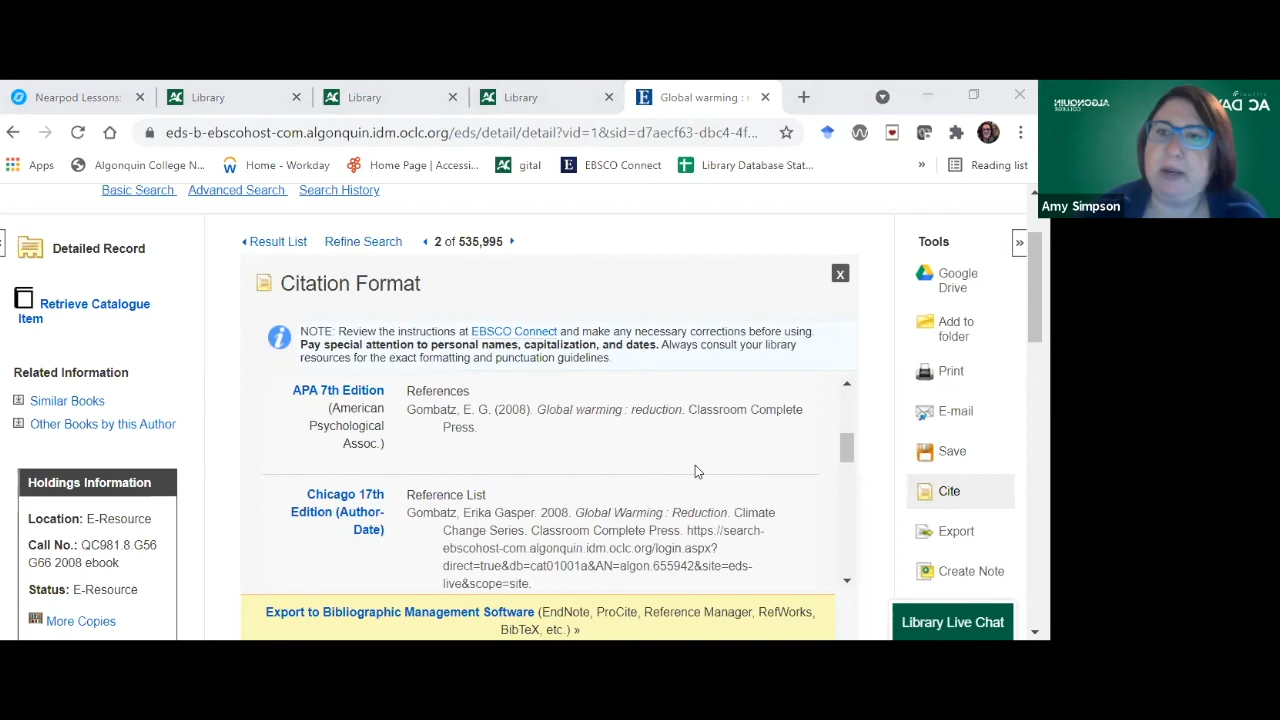 Nearpod Lessons:
Library
Library
Library
Global warming : r
eds-b-ebscohost-com.algonquin.idm.oclc.org/eds/detail/detail?vid=1&sid=d7aecf63-dbc4-4f...
Apps
Algonquin College N...
Home - Workday
Home Page | Accessi...
gital
EBSCO Connect
Library Database Stat...
»
Reading list
ALGONQUIN COLLEGE
AC DAY
Amy Simpson
Basic Search
Advanced Search
Search History
Detailed Record
Retrieve Catalogue
Item
Related Information
Similar Books
Other Books by this Author
Holdings Information
Location: E-Resource
Call No.: QC981.8.G56
G66 2008 ebook
Status: E-Resource
More Copies
Result List
Refine Search
2 of 535,995
Citation Format
x
NOTE: Review the instructions at EBSCO Connect and make any necessary corrections before using.
Pay special attention to personal names, capitalization, and dates. Always consult your library
resources for the exact formatting and punctuation guidelines.
APA 7th Edition
(American
Psychological
Assoc.)
References
Gombatz, E. G. (2008). Global warming : reduction. Classroom Complete
Press.
Chicago 17th
Edition (Author-
Date)
Reference List
Gombatz, Erika Gasper. 2008. Global Warming : Reduction. Climate
Change Series. Classroom Complete Press. https://search-
ebscohost-com.algonquin.idm.oclc.org/login.aspx?
direct=true&db=cat01001a&AN=algon.655942&site=eds-
live&scope=site.
Export to Bibliographic Management Software (EndNote, ProCite, Reference Manager, RefWorks,
BibTeX, etc.) »
Tools
»
Google
Drive
Add to
folder
Print
E-mail
Save
Cite
Export
Create Note
Library Live Chat